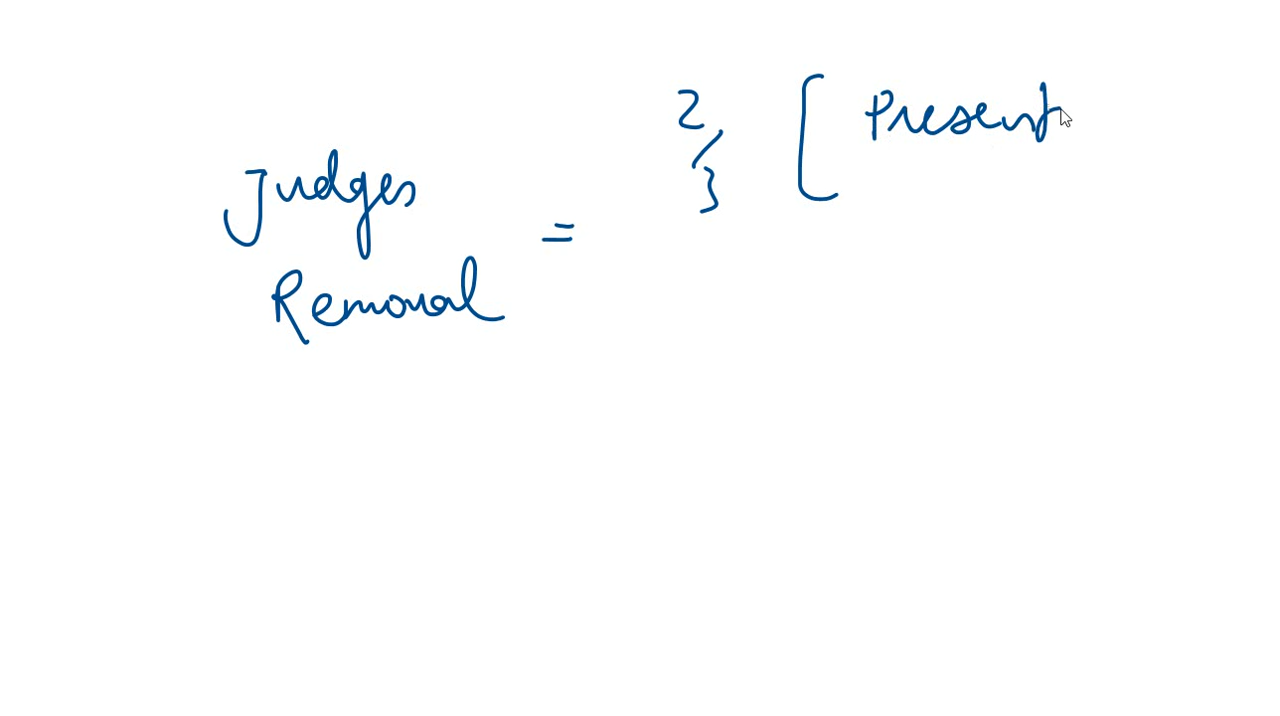 2/3 [ Present
Judges
=
Removal